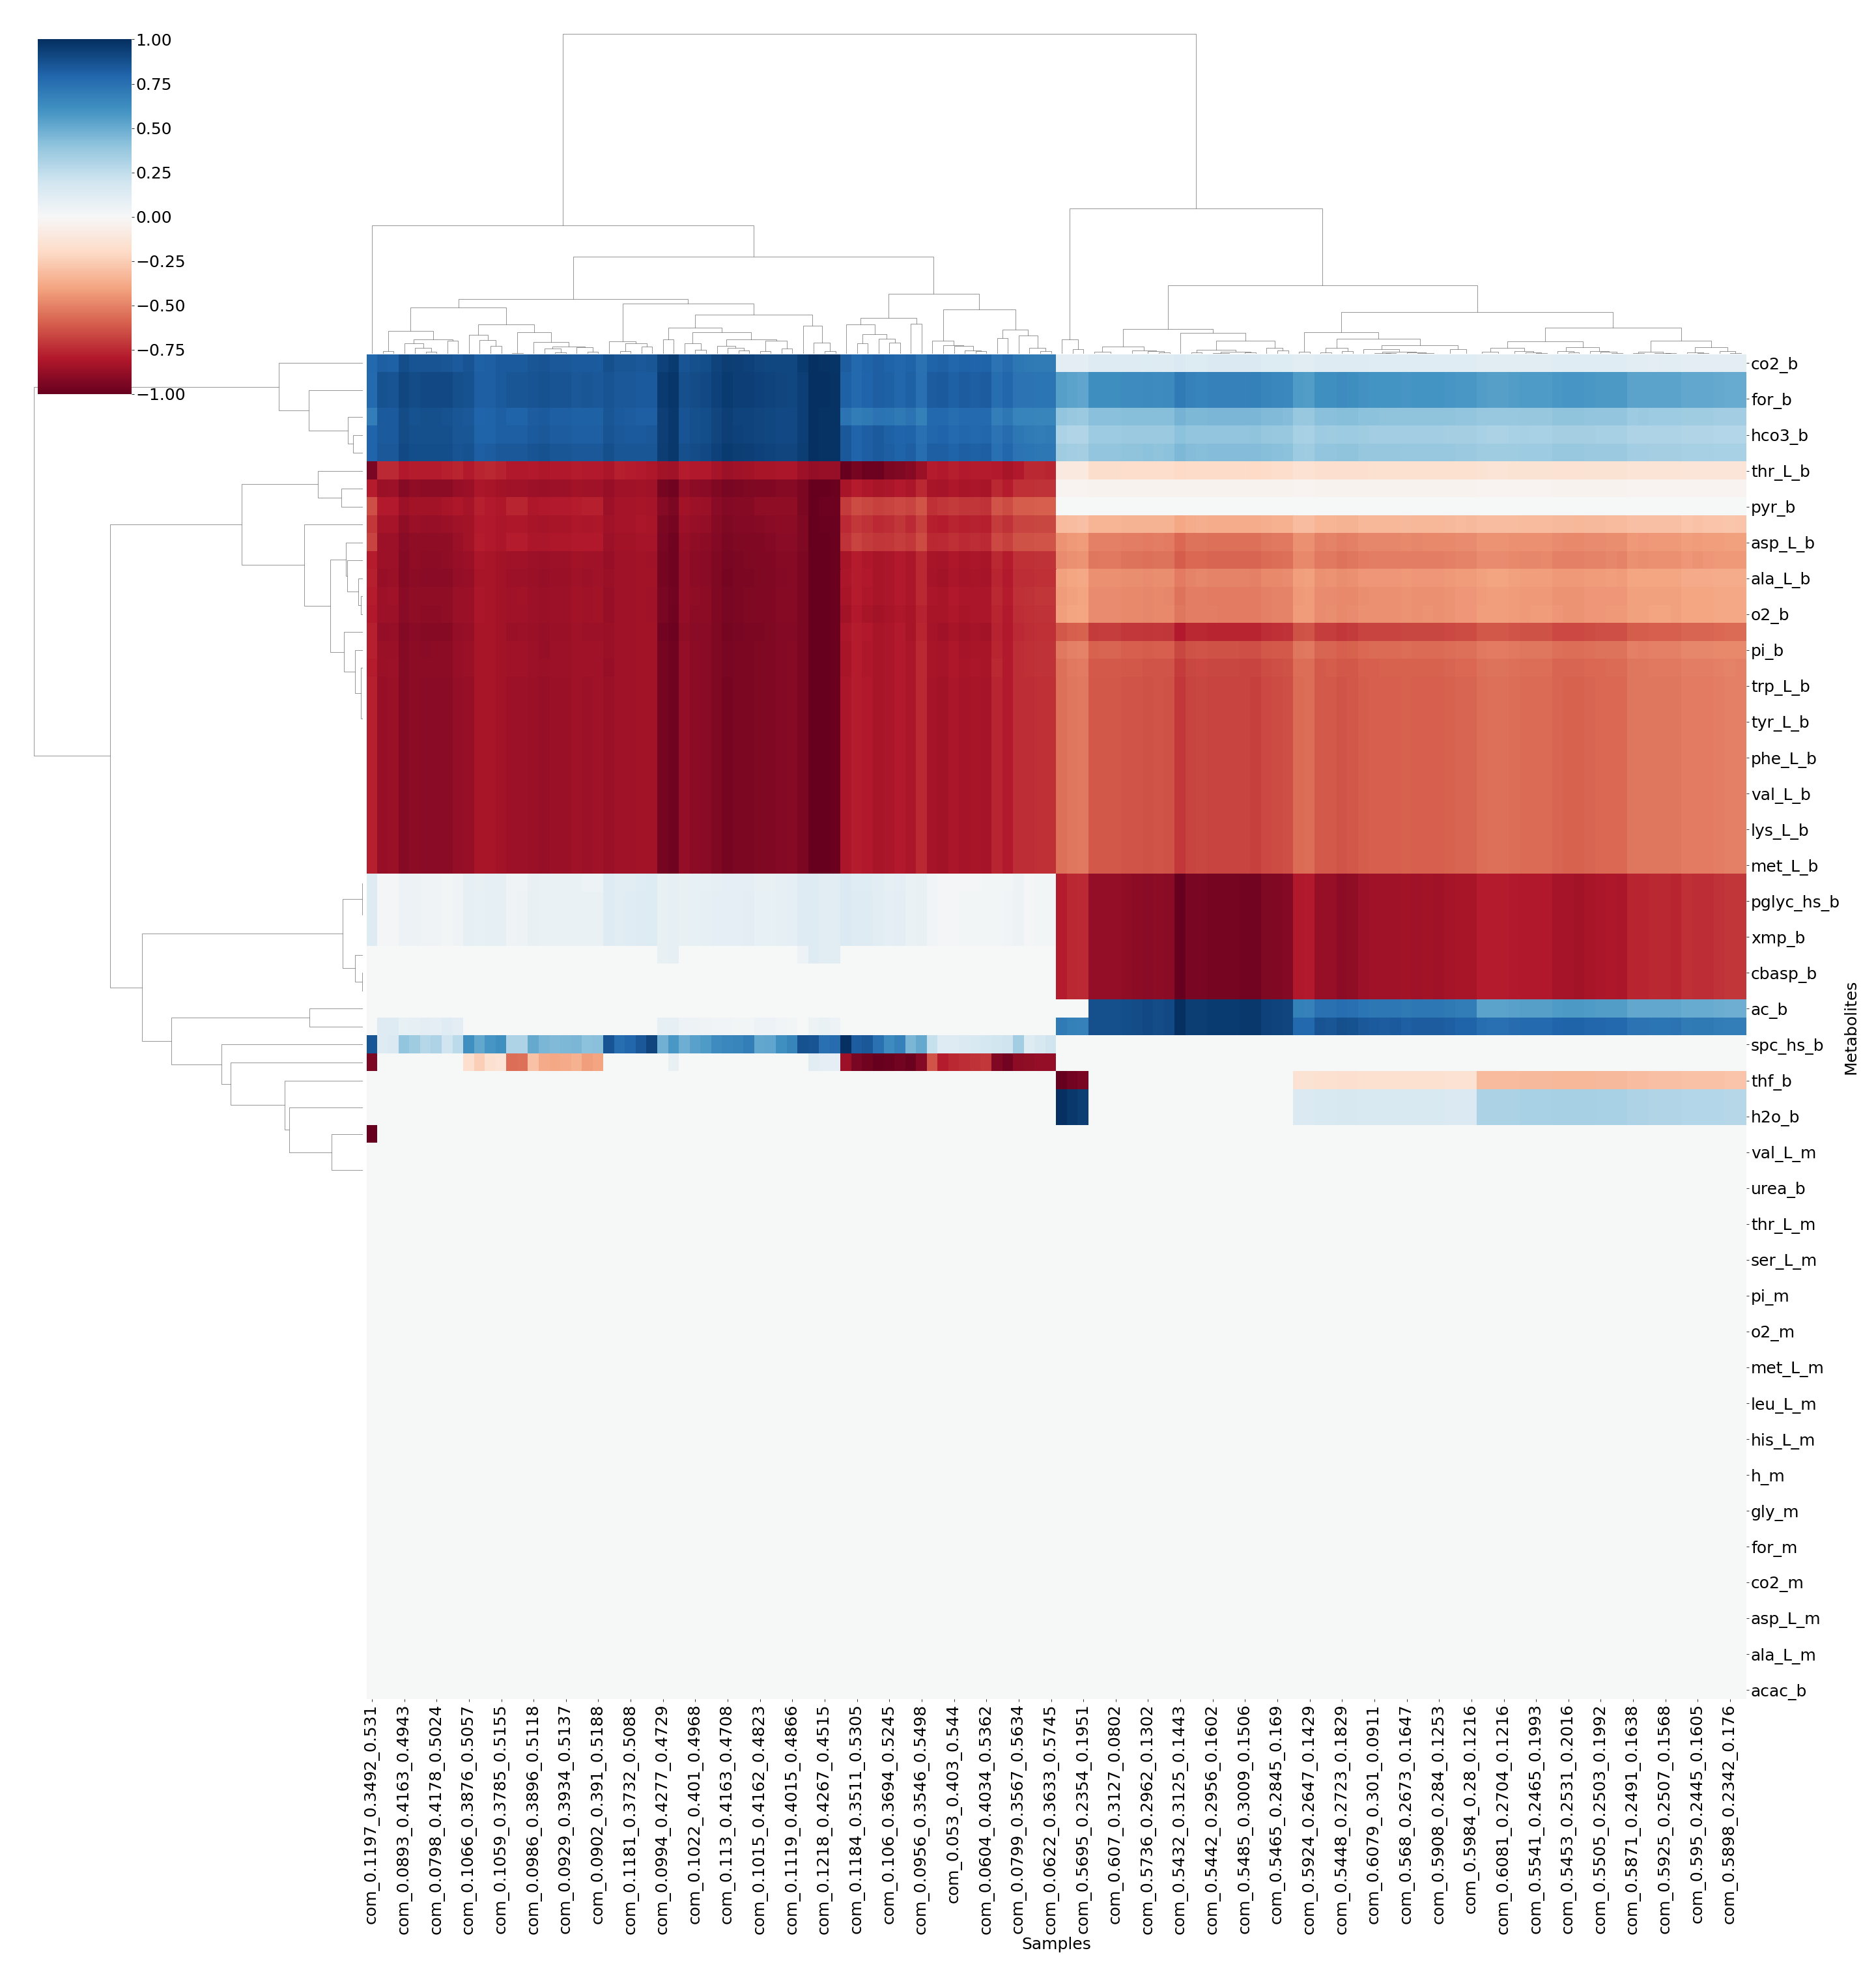 1.00
0.75
0.50
0.25
0.00
−0.25
−0.50
−0.75
−1.00
co2_b
for_b
hco3_b
thr_L_b
pyr_b
asp_L_b
ala_L_b
o2_b
pi_b
trp_L_b
tyr_L_b
phe_L_b
val_L_b
lys_L_b
met_L_b
pglyc_hs_b
xmp_b
cbasp_b
ac_b
spc_hs_b
thf_b
h2o_b
val_L_m
urea_b
thr_L_m
ser_L_m
pi_m
o2_m
met_L_m
leu_L_m
his_L_m
h_m
gly_m
for_m
co2_m
asp_L_m
ala_L_m
acac_b
Metabolites
com_0.1197_0.3492_0.531
com_0.0893_0.4163_0.4943
com_0.0798_0.4178_0.5024
com_0.1066_0.3876_0.5057
com_0.1059_0.3785_0.5155
com_0.0986_0.3896_0.5118
com_0.0929_0.3934_0.5137
com_0.0902_0.391_0.5188
com_0.1181_0.3732_0.5088
com_0.0994_0.4277_0.4729
com_0.1022_0.401_0.4968
com_0.113_0.4163_0.4708
com_0.1015_0.4162_0.4823
com_0.1119_0.4015_0.4866
com_0.1218_0.4267_0.4515
com_0.1184_0.3511_0.5305
com_0.106_0.3694_0.5245
com_0.0956_0.3546_0.5498
com_0.053_0.403_0.544
com_0.0604_0.4034_0.5362
com_0.0799_0.3567_0.5634
com_0.0622_0.3633_0.5745
com_0.5695_0.2354_0.1951
com_0.607_0.3127_0.0802
com_0.5736_0.2962_0.1302
com_0.5432_0.3125_0.1443
com_0.5442_0.2956_0.1602
com_0.5485_0.3009_0.1506
com_0.5465_0.2845_0.169
com_0.5924_0.2647_0.1429
com_0.5448_0.2723_0.1829
com_0.6079_0.301_0.0911
com_0.568_0.2673_0.1647
com_0.5908_0.284_0.1253
com_0.5984_0.28_0.1216
com_0.6081_0.2704_0.1216
com_0.5541_0.2465_0.1993
com_0.5453_0.2531_0.2016
com_0.5505_0.2503_0.1992
com_0.5871_0.2491_0.1638
com_0.5925_0.2507_0.1568
com_0.595_0.2445_0.1605
com_0.5898_0.2342_0.176
Samples